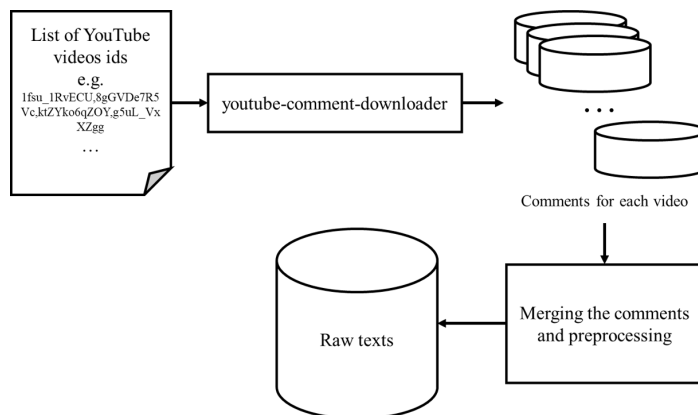 List of YouTube
videos ids
e.g.
1fsu_1RvECU,8gGVDe7R5
Vc,ktZYko6qZOY,g5uL_Vx
XZgg
...
youtube-comment-downloader
...
Comments for each video
Merging the comments
and preprocessing
Raw texts